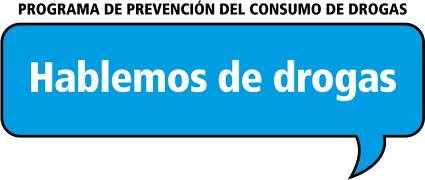 PROGRAMA DE PREVENCIÓN DEL CONSUMO DE DROGAS
Hablemos de drogas